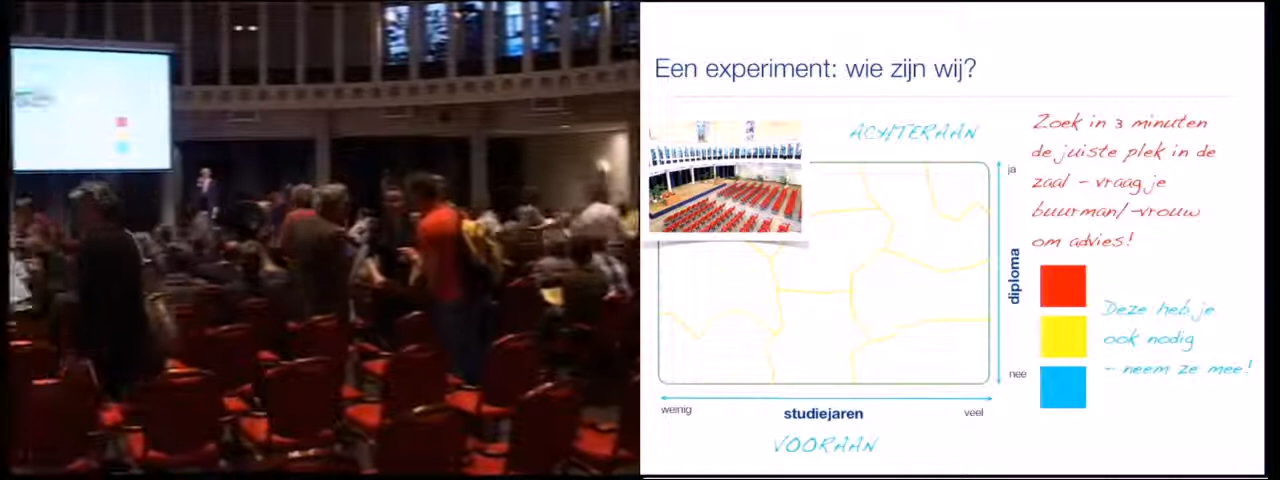 Een experiment: wie zijn wij?
ACHTERAAN
Zoek in 3 minuten
de juiste plek in de
zaal – vraag je
buurman/-vrouw
om advies!
ja
diploma
nee
Deze heb je
ook nodig
– neem ze mee!
weinig
studiejaren
veel
VOORAAN